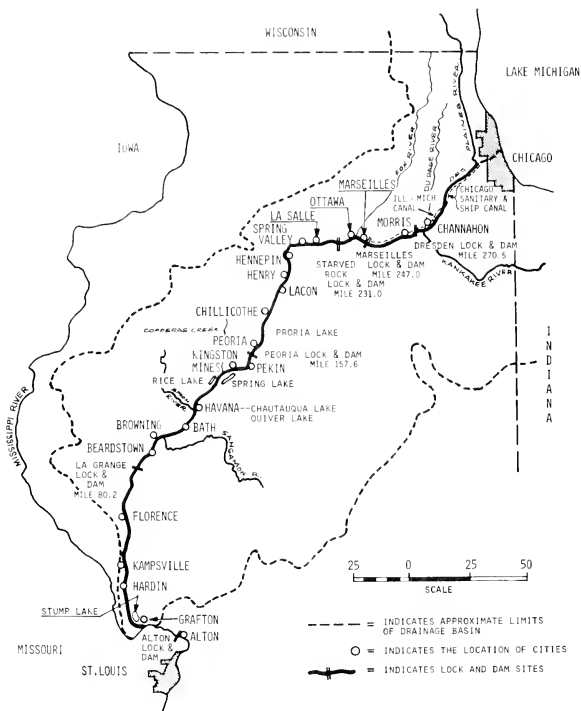 WISCONSIN
LAKE MICHIGAN
IOWA
CHICAGO
DES PLAINES RIVER
DU PAGE RIVER
FOX RIVER
MARSEILLES
ILL-MICH
CANAL
CHICAGO
SANITARY &
SHIP CANAL
OTTAWA
LA SALLE
SPRING
VALLEY
MORRIS
CHANNAHON
DRESDEN LOCK & DAM
MILE 270.5
KANKAKEE RIVER
MARSEILLES
LOCK & DAM
MILE 247.0
STARVED
ROCK
LOCK & DAM
MILE 231.0
HENNEPIN
HENRY
LACON
CHILLICOTHE
COPPERAS CREEK
PEORIA
PRORIA LAKE
KINGSTON
MINES
PEORIA LOCK & DAM
MILE 157.6
PEKIN
RICE LAKE
SPRING LAKE
RIVER
HAVANA
CHAUTAUQUA LAKE
QUIVER LAKE
BROWNING
BATH
BEARDSTOWN
SANGAMON R.
LA GRANGE
LOCK &
DAM
MILE 80.2
MISSISSIPPI RIVER
INDIANA
FLORENCE
KAMPSVILLE
HARDIN
STUMP LAKE
GRAFTON
ALTON
LOCK &
DAM
ALTON
MISSOURI
ST.LOUIS
25 0 25 50
SCALE
= INDICATES APPROXIMATE LIMITS
OF DRAINAGE BASIN
= INDICATES THE LOCATION OF CITIES
= INDICATES LOCK AND DAM SITES